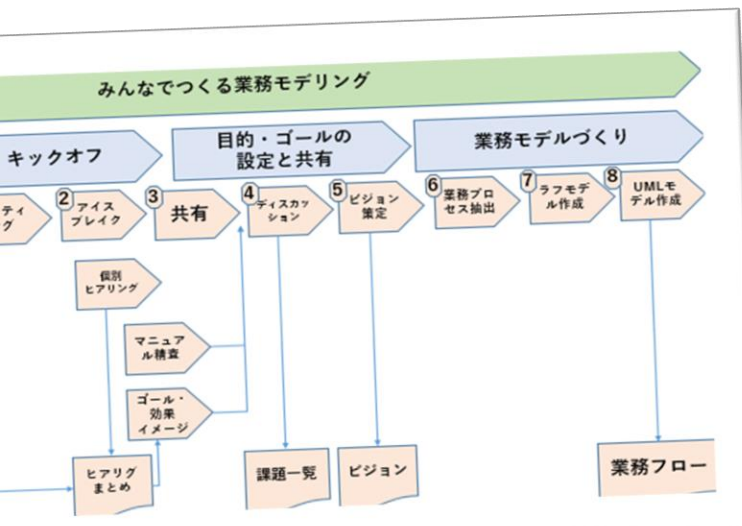 みんなでつくる業務モデリング
キックオフ
目的・ゴールの
設定と共有
業務モデルづくり
ティ
グ
2
アイス
ブレイク
3
共有
4
ディスカッ
ション
5
ビジョン
策定
6
業務プロ
セス抽出
7
ラフモデ
ル作成
8
UMLモ
デル作成
個別
ヒアリング
マニュア
ル精査
ゴール・
効果
イメージ
ヒアリグ
まとめ
課題一覧
ビジョン
業務フロー